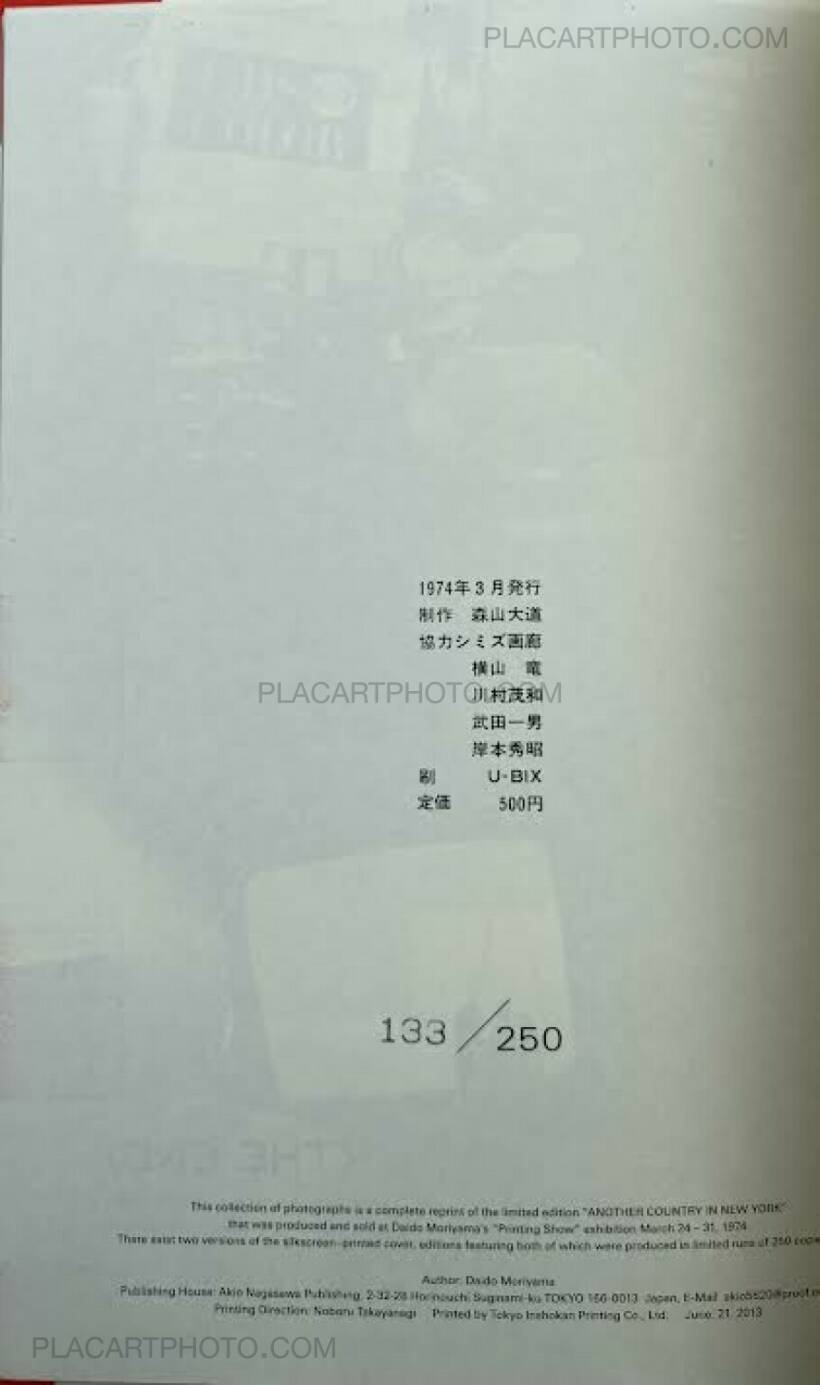 PLACARTPHOTO.COM
1974年3月発行
制作 森山大道
協力シミズ画廊
横山 竜
PLACARTPHOTO.COM
川村茂和
武田一男
岸本秀昭
刷 U-BIX
定価 500円
133/250
(THE END)
This collection of photographs is a complete reprint of the limited edition "ANOTHER COUNTRY IN NEW YORK"
that was produced and sold at Daido Moriyama's "Printing Show" exhibition March 24 - 31, 1974
There exist two versions of the silkscreen-printed cover, editions featuring both of which were produced in limited runs of 250
Author: Daido Moriyama
Publishing House: Akio Nagasawa Publishing, 2-32-28 Horinouchi, Suginami-ku TOKYO 166-0013 Japan, E-Mail
Printing Direction: Noboru Takayanagi Printed by Tokyo Inshokan Printing Co., Ltd. June. 21. 2013
PLACARTPHOTO.COM